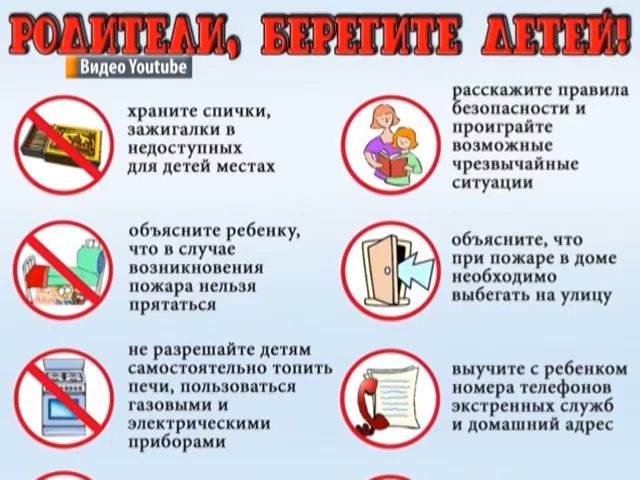 РОДИТЕЛИ, БЕРЕГИТЕ ДЕТЕЙ!
Видео Youtube
храните спички,
зажигалки в
недоступных
для детей местах
расскажите правила
безопасности и
проиграйте
возможные
чрезвычайные
ситуации
объясните ребенку,
что в случае
возникновения
пожара нельзя
прятаться
объясните, что
при пожаре в доме
необходимо
выбегать на улицу
не разрешайте детям
самостоятельно топить
печи, пользоваться
газовыми и
электрическими
приборами
выучите с ребенком
номера телефонов
экстренных служб
и домашний адрес